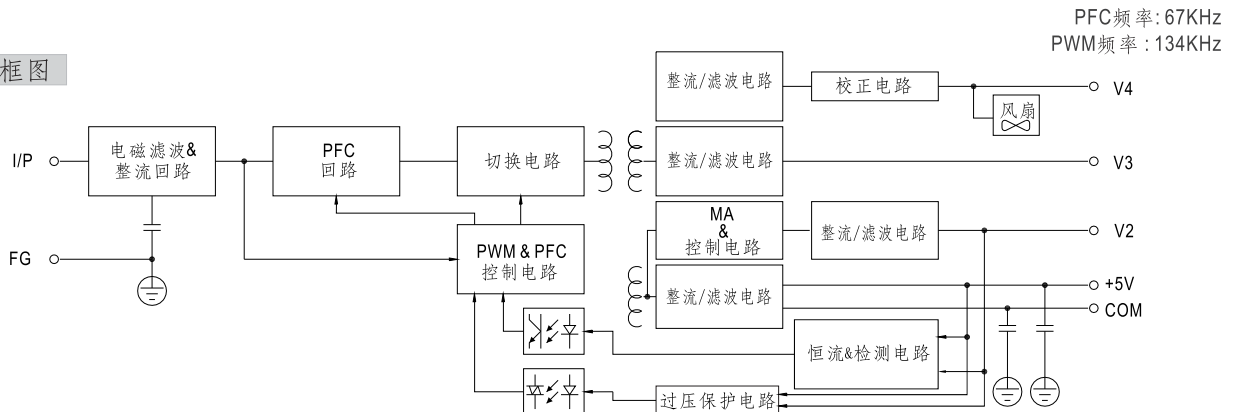 PFC频率: 67KHz
PWM频率 : 134KHz
框图
整流/滤波电路
校正电路
V4
风扇
I/P
电磁滤波&
整流回路
PFC
回路
切换电路
整流/滤波电路
V3
MA
&
控制电路
整流/滤波电路
V2
FG
PWM & PFC
控制电路
整流/滤波电路
+5V
COM
恒流&检测电路
过压保护电路